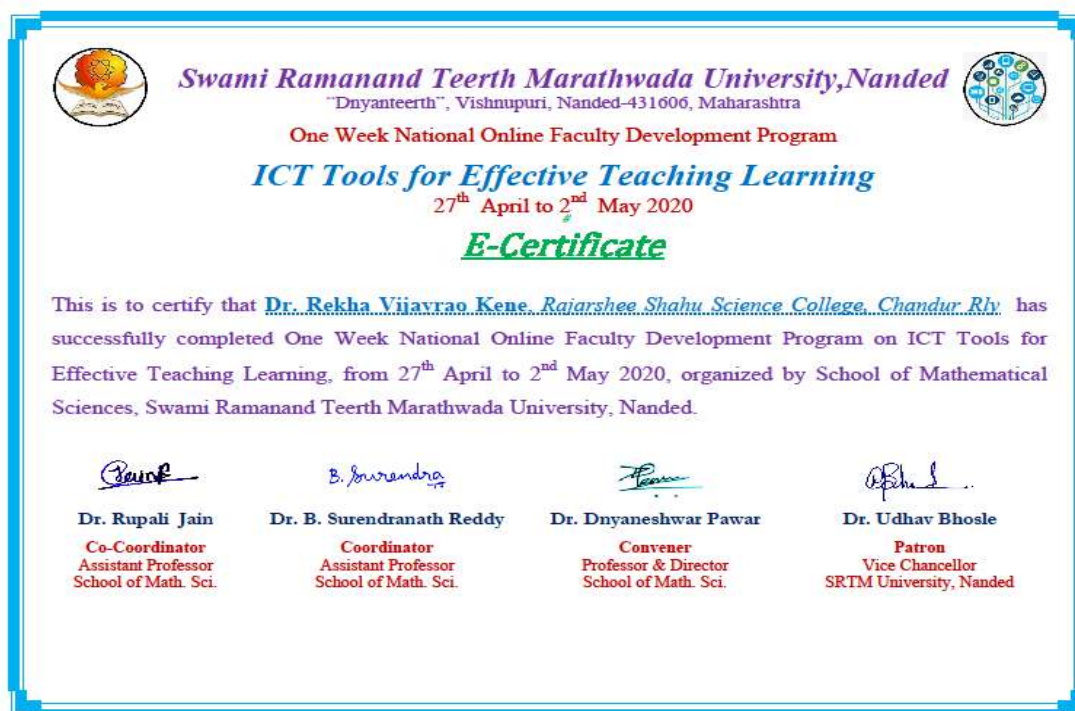 Swami Ramanand Teerth Marathwada University,Nanded
"Dnyanteerth", Vishnupuri, Nanded-431606, Maharashtra
One Week National Online Faculty Development Program
ICT Tools for Effective Teaching Learning
27th April to 2nd May 2020
E-Certificate
This is to certify that Dr. Rekha Vijavrao Kene, Rajarshee Shahu Science College, Chandur Rly has
successfully completed One Week National Online Faculty Development Program on ICT Tools for
Effective Teaching Learning, from 27th April to 2nd May 2020, organized by School of Mathematical
Sciences, Swami Ramanand Teerth Marathwada University, Nanded.
B. Surendra
Dr. Rupali Jain
Co-Coordinator
Assistant Professor
School of Math. Sci.
Dr. B. Surendranath Reddy
Coordinator
Assistant Professor
School of Math. Sci.
Dr. Dnyaneshwar Pawar
Convener
Professor & Director
School of Math. Sci.
Dr. Udhav Bhosle
Patron
Vice Chancellor
SRTM University, Nanded